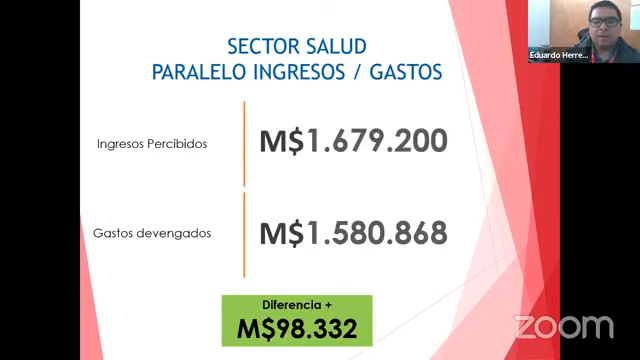 SECTOR SALUD
PARALELO INGRESOS / GASTOS
Eduardo Herre...
Ingresos Percibidos
M$1.679.200
Gastos devengados
M$1.580.868
Diferencia +
M$98.332
zoom